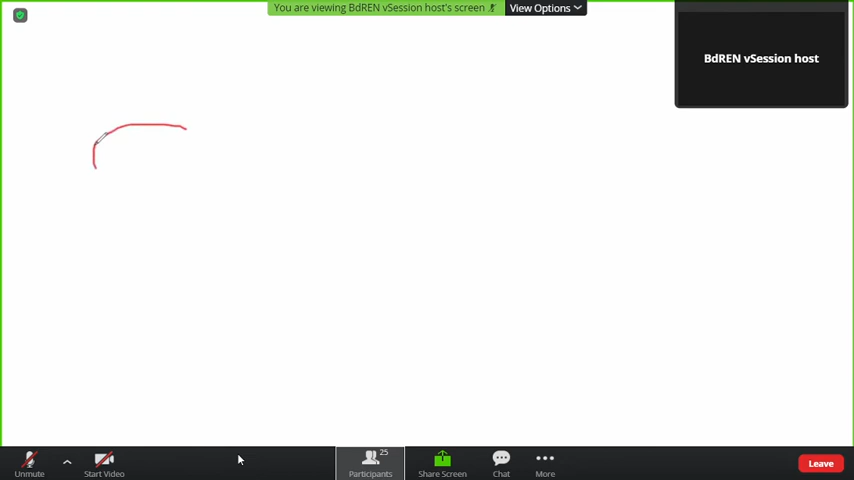 You are viewing BdREN vSession host's screen
View Options
BdREN vSession host
25
Unmute
Start Video
Participants
Share Screen
Chat
More
Leave